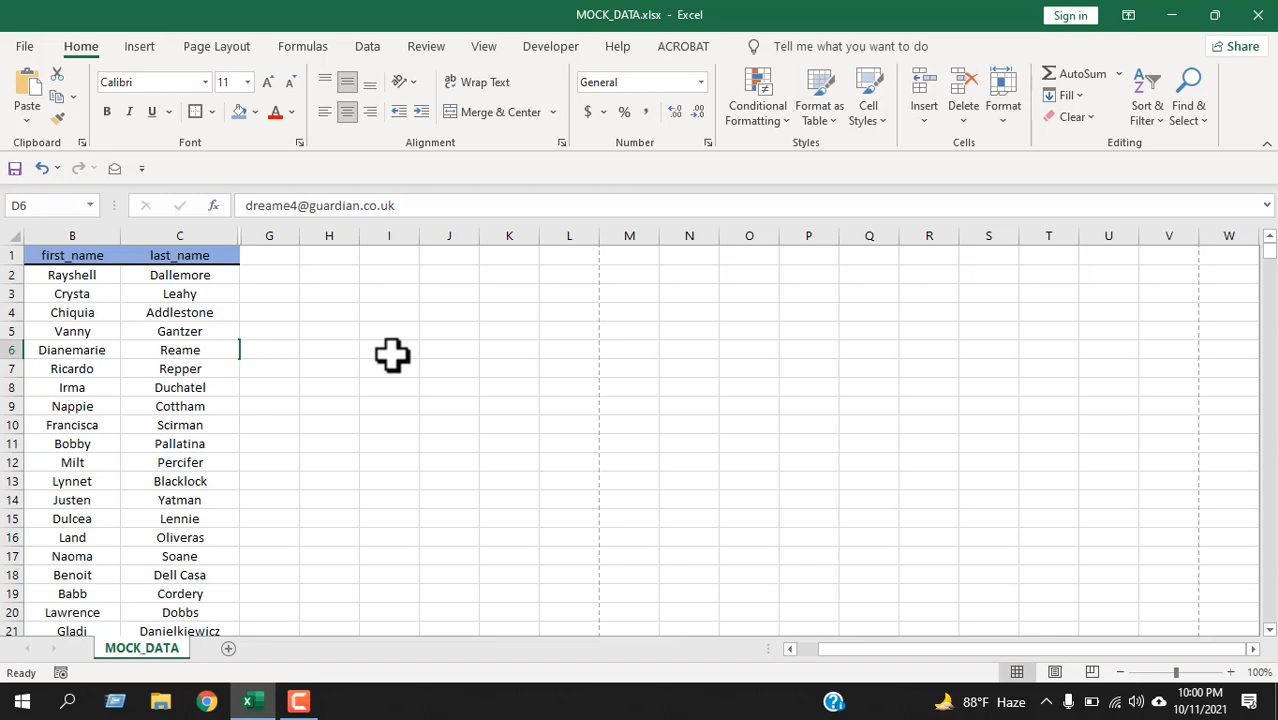 MOCK_DATA.xlsx - Excel
Sign in
File Home Insert Page Layout Formulas Data Review View Developer Help ACROBAT Tell me what you want to do Share
Paste
Calibri 11
B I U A
Wrap Text
Merge & Center
General
$ % ,
Conditional Formatting
Format as Table
Cell Styles
Insert Delete Format
AutoSum
Fill
Clear
Sort & Filter
Find & Select
Clipboard Font Alignment Number Styles Cells Editing
D6 fx dreame4@guardian.co.uk
B C G H I J K L M N O P Q R S T U V W
1 first_name last_name
2 Rayshell Dallemore
3 Crysta Leahy
4 Chiquia Addlestone
5 Vanny Gantzer
6 Dianemarie Reame
7 Ricardo Repper
8 Irma Duchatel
9 Nappie Cottham
10 Francisca Scirman
11 Bobby Pallatina
12 Milt Percifer
13 Lynnet Blacklock
14 Justen Yatman
15 Dulcea Lennie
16 Land Oliveras
17 Naoma Soane
18 Benoit Dell Casa
19 Babb Cordery
20 Lawrence Dobbs
21 Gladi Danielkiewicz
MOCK_DATA
Ready 100%
88°F Haze
10:00 PM
10/11/2021